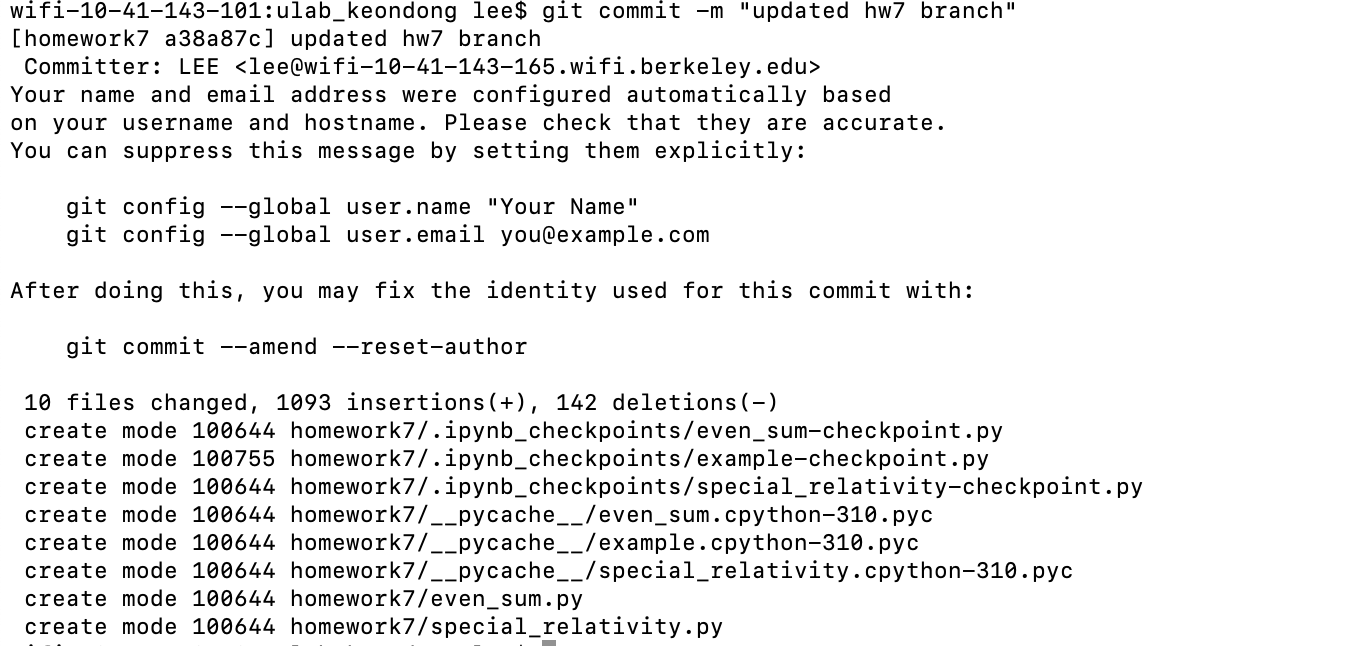 wifi-10-41-143-101:ulab_keondong lee$ git commit -m "updated hw7 branch"
[homework7 a38a87c] updated hw7 branch
 Committer: LEE <lee@wifi-10-41-143-165.wifi.berkeley.edu>
Your name and email address were configured automatically based
on your username and hostname. Please check that they are accurate.
You can suppress this message by setting them explicitly:

    git config --global user.name "Your Name"
    git config --global user.email you@example.com

After doing this, you may fix the identity used for this commit with:

    git commit --amend --reset-author

 10 files changed, 1093 insertions(+), 142 deletions(-)
 create mode 100644 homework7/.ipynb_checkpoints/even_sum-checkpoint.py
 create mode 100755 homework7/.ipynb_checkpoints/example-checkpoint.py
 create mode 100644 homework7/.ipynb_checkpoints/special_relativity-checkpoint.py
 create mode 100644 homework7/__pycache__/even_sum.cpython-310.pyc
 create mode 100644 homework7/__pycache__/example.cpython-310.pyc
 create mode 100644 homework7/__pycache__/special_relativity.cpython-310.pyc
 create mode 100644 homework7/even_sum.py
 create mode 100644 homework7/special_relativity.py